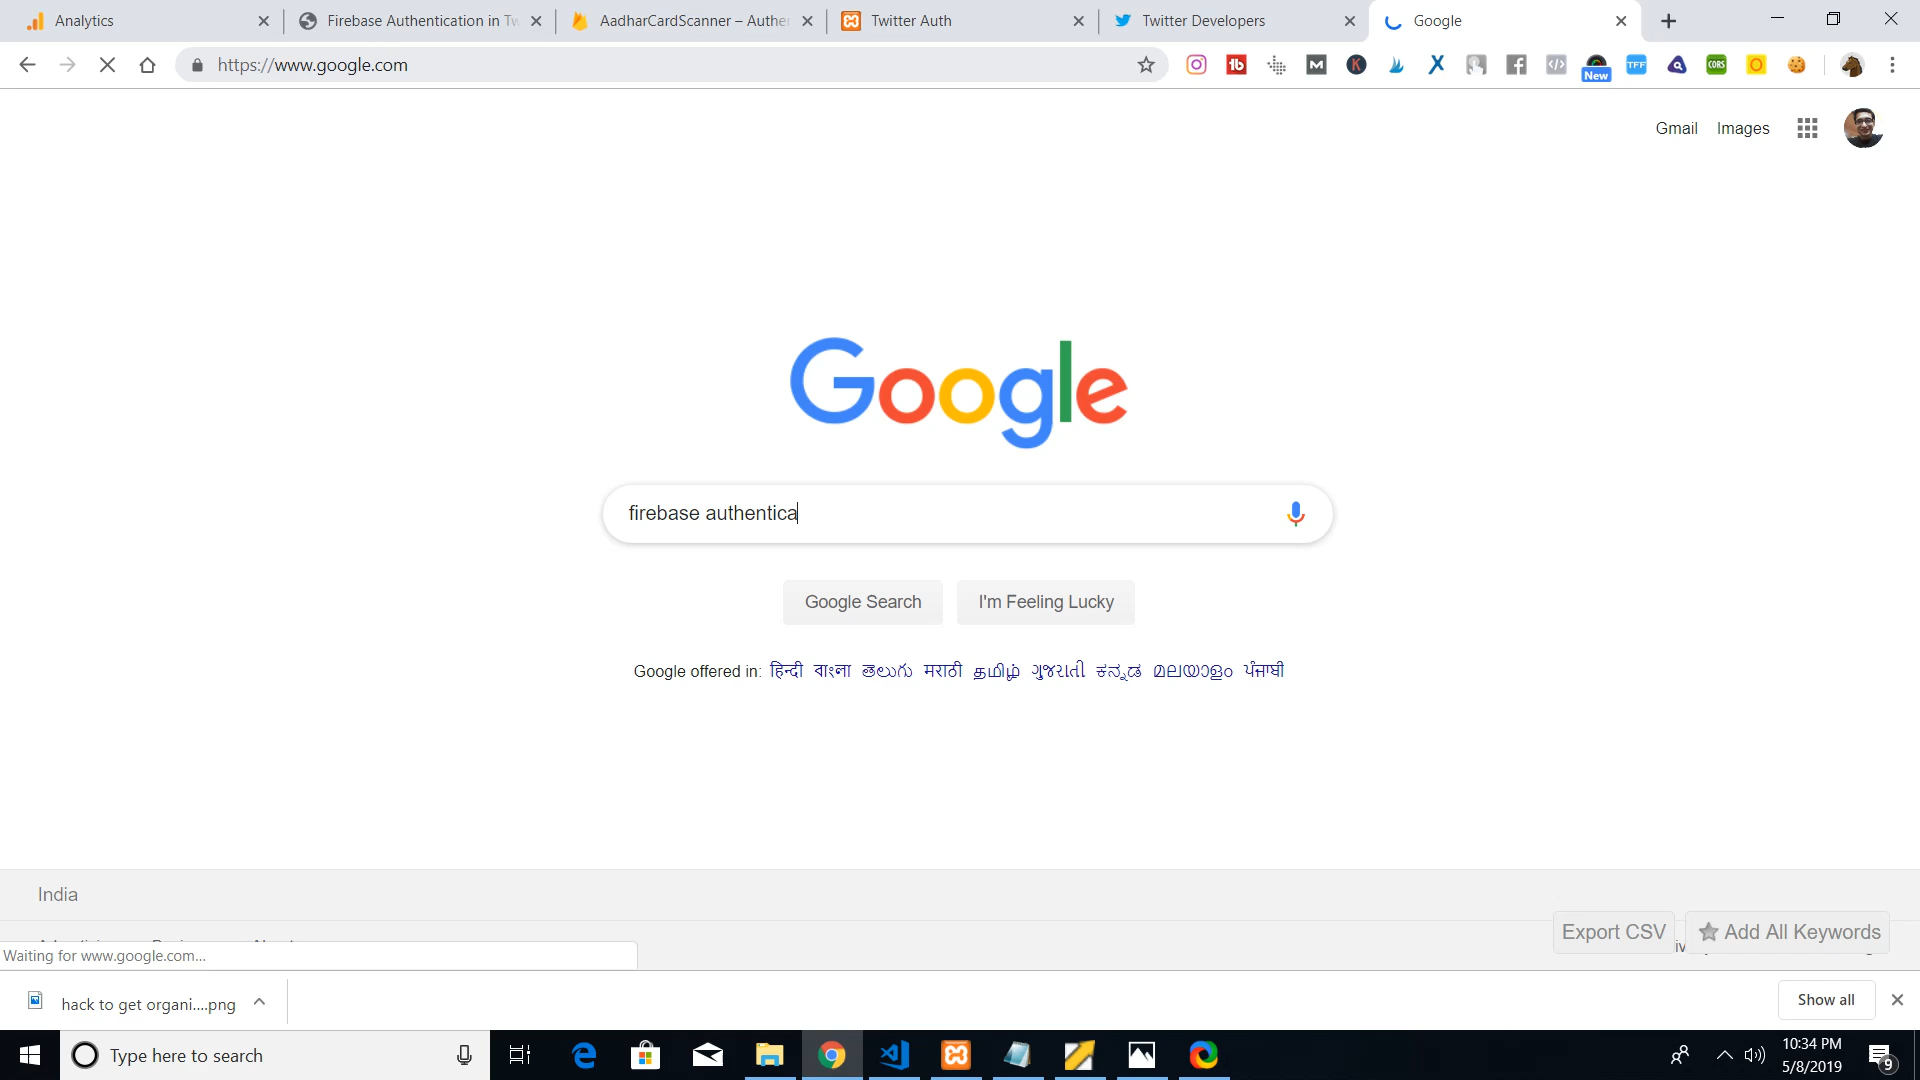 Analytics
Firebase Authentication in Tw
AadharCardScanner – Authe
Twitter Auth
Twitter Developers
Google
https://www.google.com
New
Gmail
Images
Google
firebase authentica
Google Search
I'm Feeling Lucky
Google offered in: हिन्दी বাংলা తెలుగు मराठी தமிழ் ગુજરાતી ಕನ್ನಡ മലയാളം ਪੰਜਾਬੀ
India
Export CSV
Add All Keywords
Waiting for www.google.com...
hack to get organi....png
Show all
Type here to search
10:34 PM
5/8/2019
9